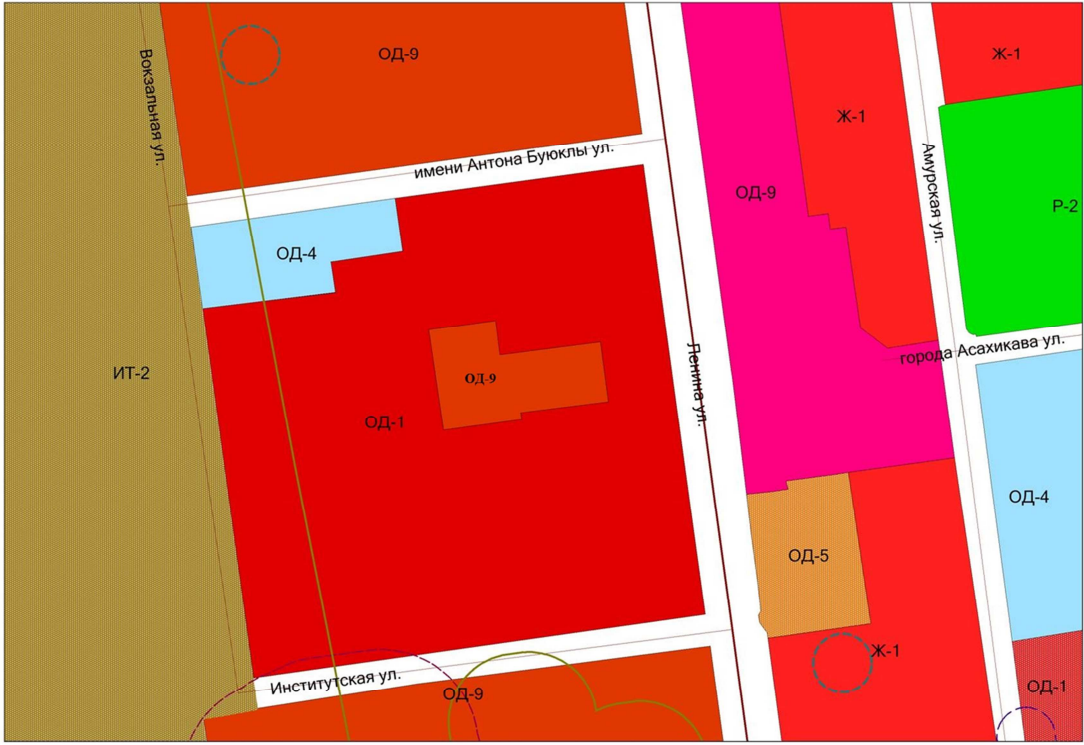 Вокзальная ул.
ОД-9
Ж-1
Ж-1
имени Антона Буюклы ул.
ОД-9
Амурская ул.
Р-2
ОД-4
ИТ-2
ОД-9
ОД-1
Ленина ул.
города Асахикава ул.
ОД-4
ОД-5
Ж-1
Институтская ул.
ОД-9
ОД-1